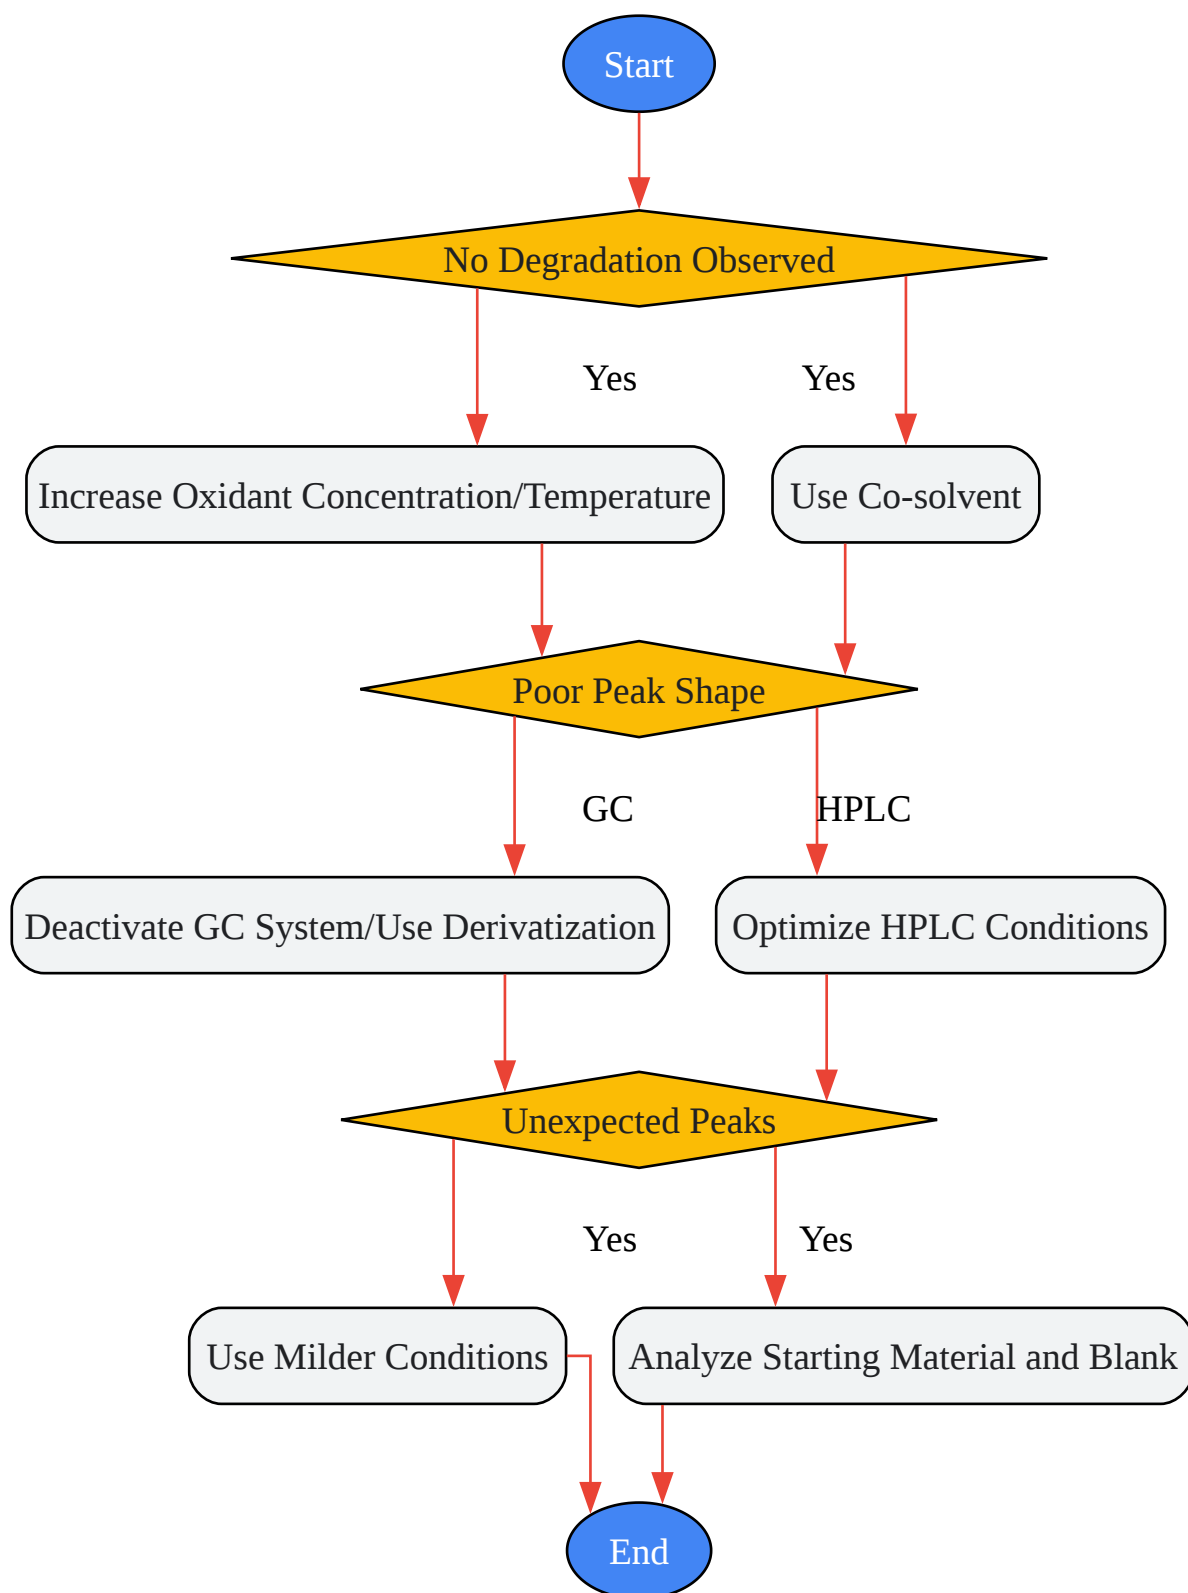 Start
No Degradation Observed
Yes
Yes
Increase Oxidant Concentration/Temperature
Use Co-solvent
Poor Peak Shape
GC
HPLC
Deactivate GC System/Use Derivatization
Optimize HPLC Conditions
Unexpected Peaks
Yes
Yes
Use Milder Conditions
Analyze Starting Material and Blank
End